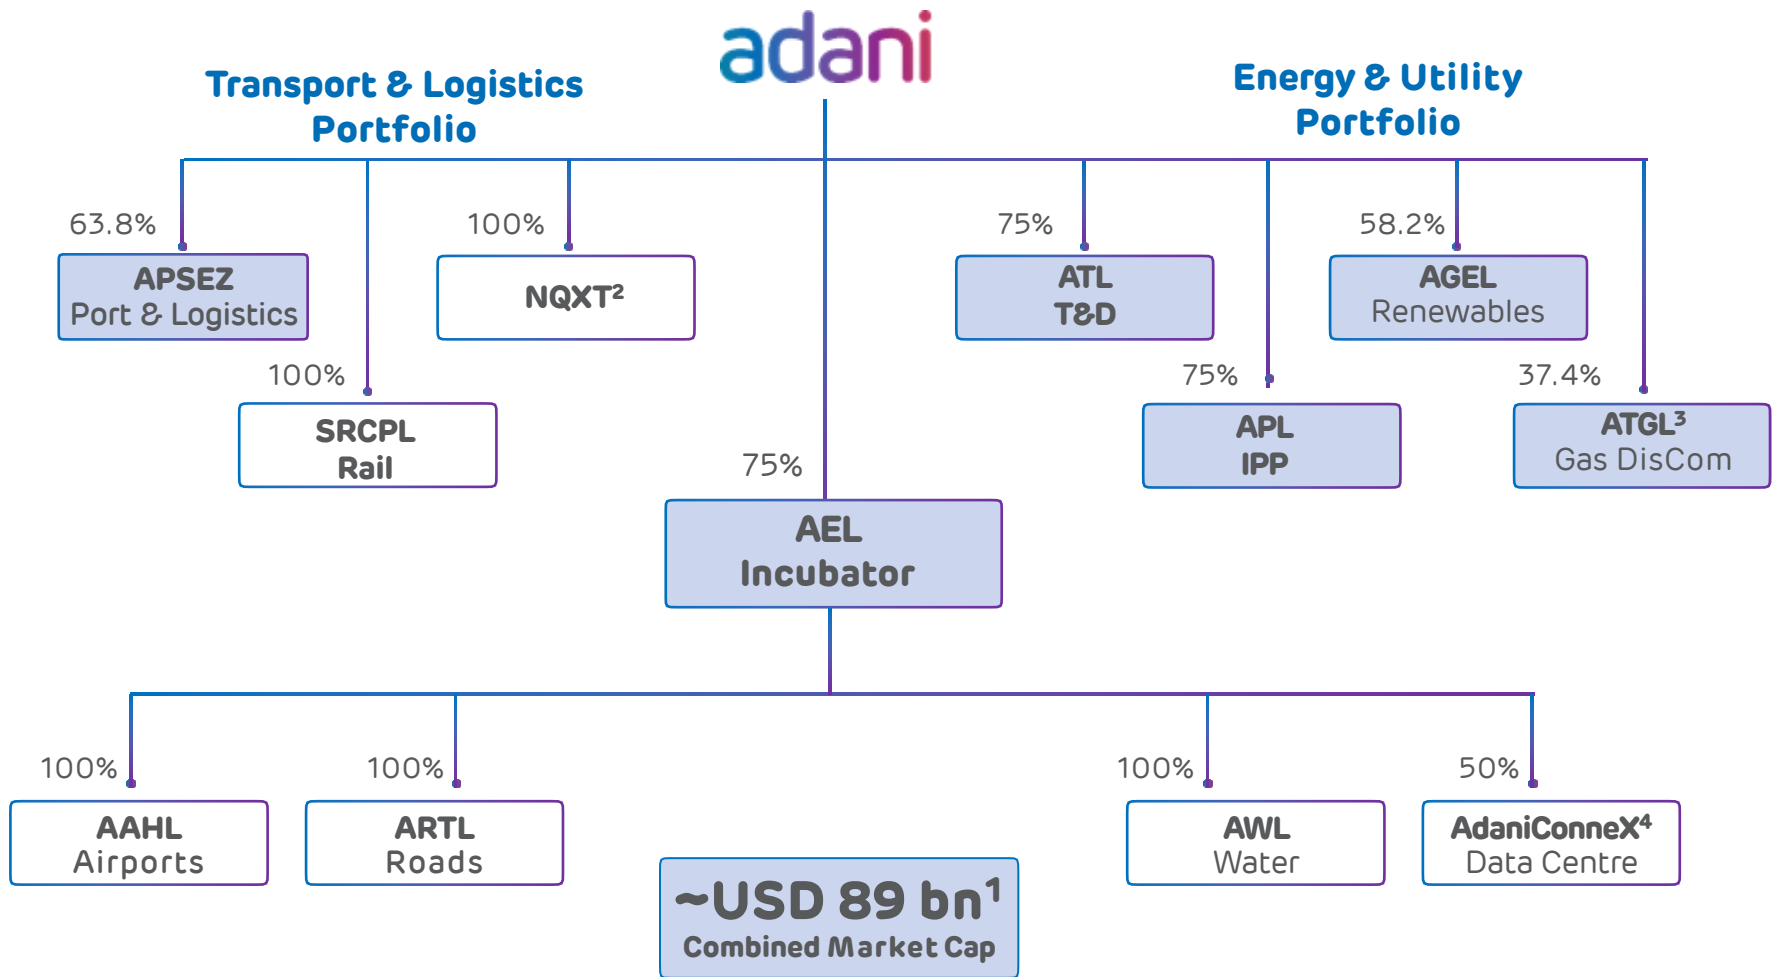 adani
Transport & Logistics
Portfolio
Energy & Utility
Portfolio
63.8%
APSEZ
Port & Logistics
100%
SRCPL
Rail
100%
NQXT²
75%
ATL
T&D
75%
APL
IPP
58.2%
AGEL
Renewables
37.4%
ATGL³
Gas DisCom
75%
AEL
Incubator
100%
AAHL
Airports
100%
ARTL
Roads
100%
AWL
Water
50%
AdaniConneX⁴
Data Centre
~USD 89 bn¹
Combined Market Cap